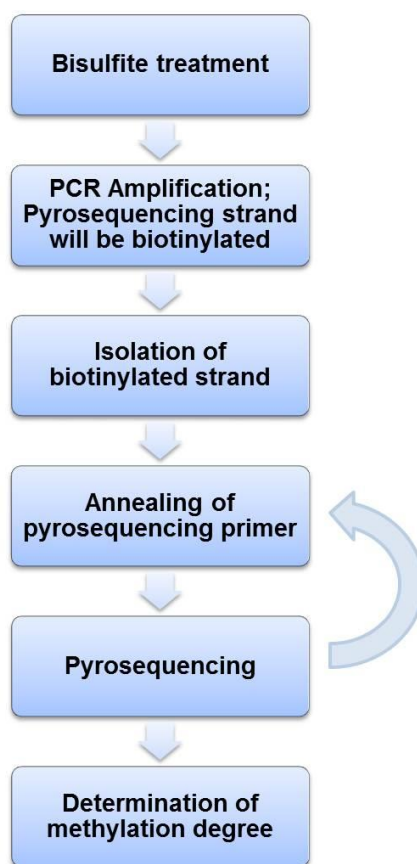 Bisulfite treatment
PCR Amplification;
Pyrosequencing strand
will be biotinylated
Isolation of
biotinylated strand
Annealing of
pyrosequencing primer
Pyrosequencing
Determination of
methylation degree